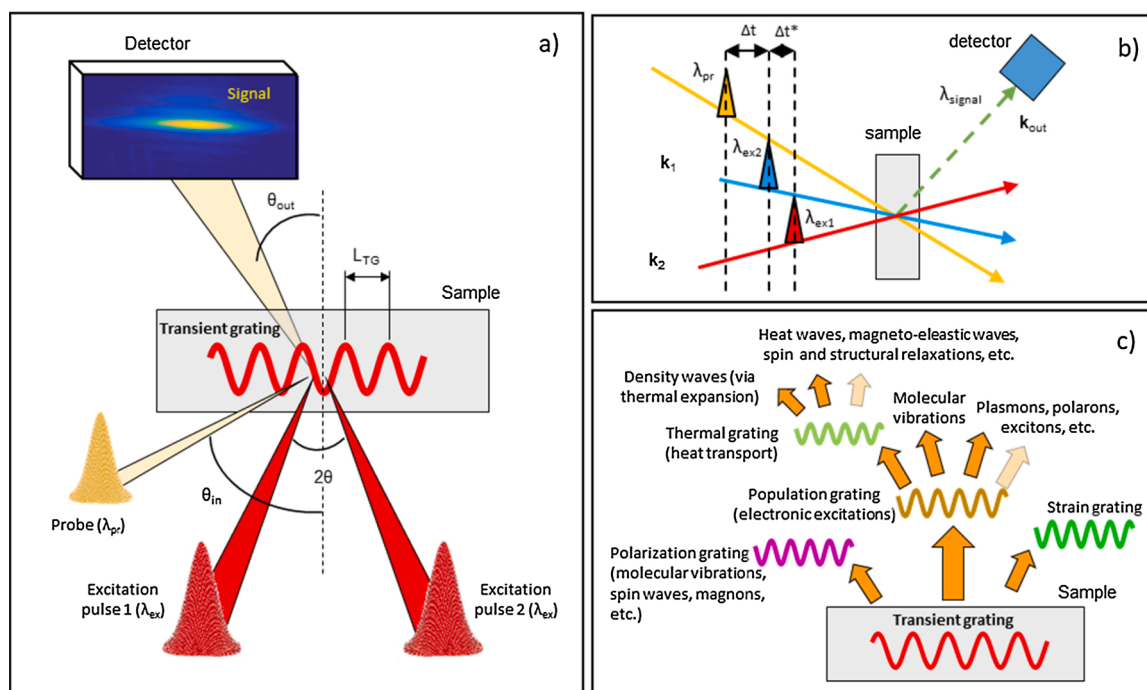 a)
Detector
Signal
θout
LTG
Sample
Transient grating
2θ
θin
Probe (λpr)
Excitation
pulse 1 (λex)
Excitation
pulse 2 (λex)
b)
Δt
Δt*
detector
λpr
λsignal
kout
sample
λex2
k1
λex1
k2
c)
Heat waves, magneto-eleastic waves,
spin and structural relaxations, etc.
Density waves (via
thermal expansion)
Molecular
vibrations
Plasmons, polarons,
excitons, etc.
Thermal grating
(heat transport)
Population grating
(electronic excitations)
Strain grating
Polarization grating
(molecular vibrations,
spin waves, magnons,
etc.)
Sample
Transient grating